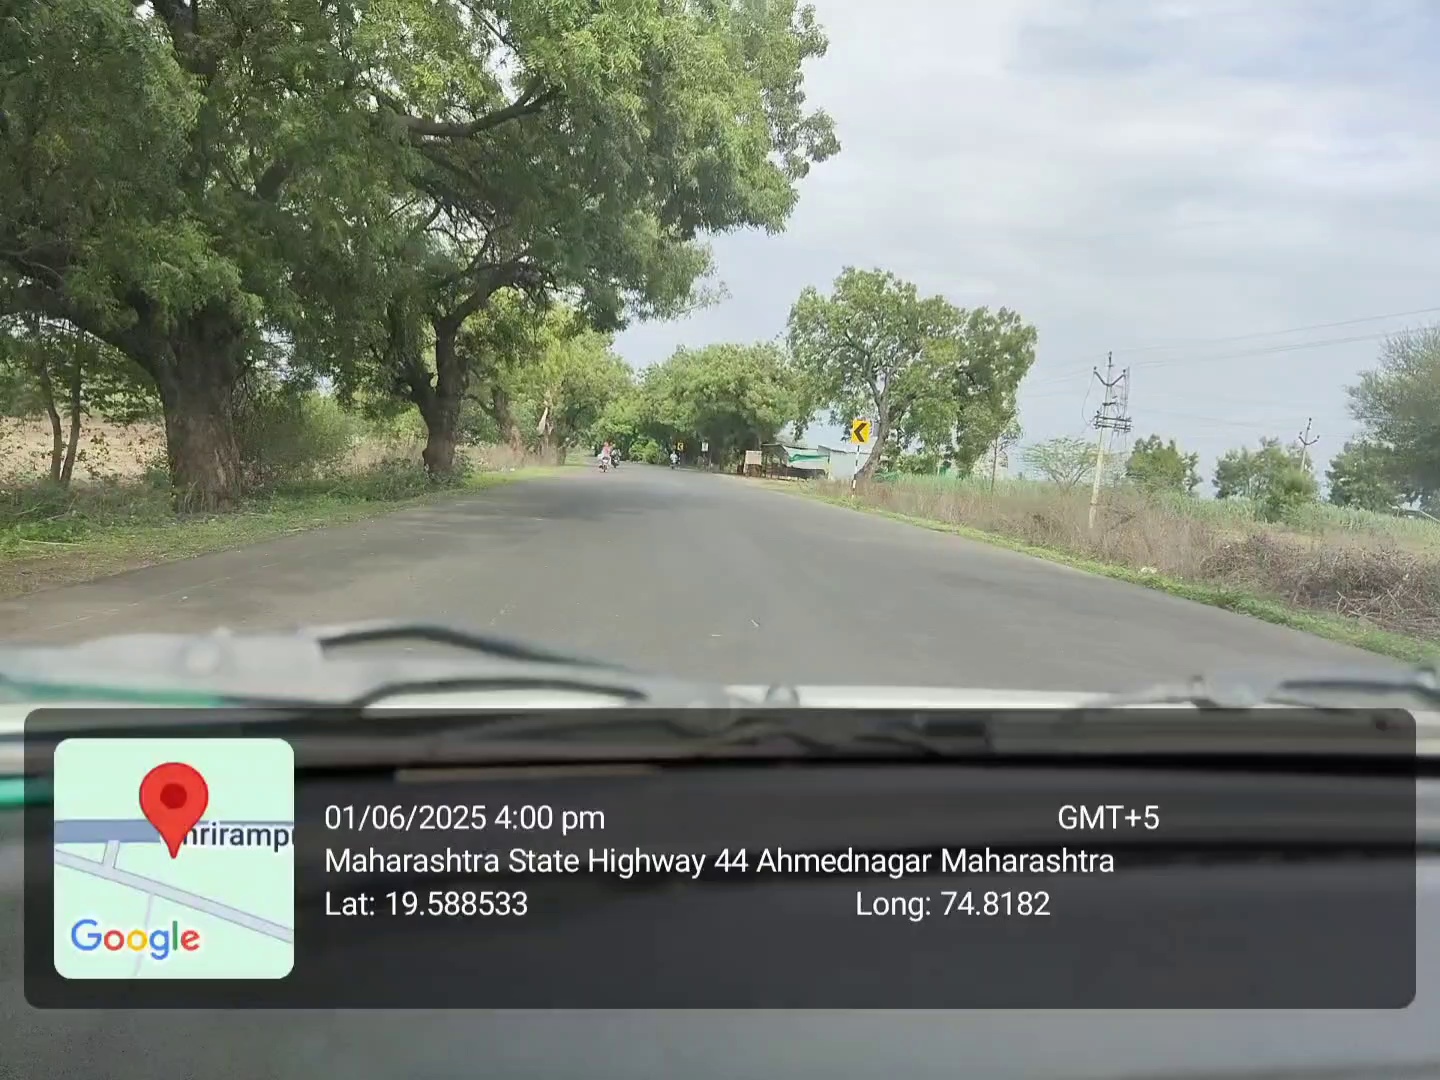 01/06/2025 4:00 pm GMT+5
Maharashtra State Highway 44 Ahmednagar Maharashtra
Lat: 19.588533 Long: 74.8182
Google